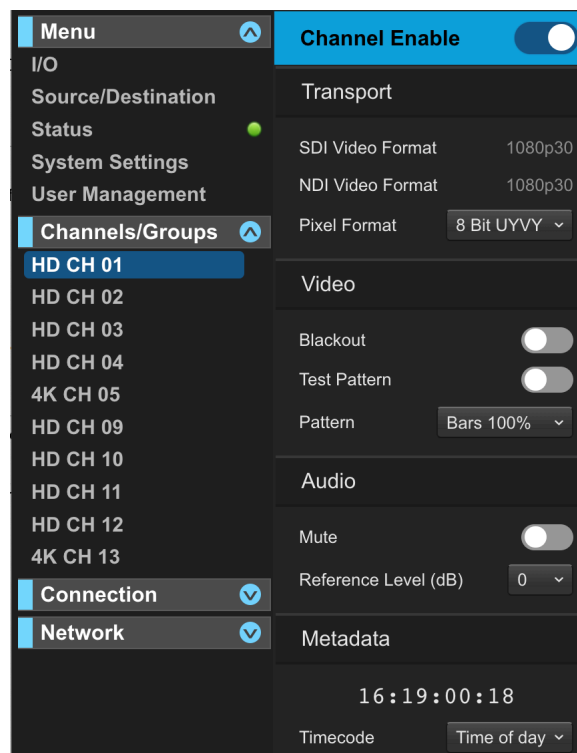 Menu
I/O
Source/Destination
Status
System Settings
User Management
Channels/Groups
HD CH 01
HD CH 02
HD CH 03
HD CH 04
4K CH 05
HD CH 09
HD CH 10
HD CH 11
HD CH 12
4K CH 13
Connection
Network
Channel Enable
Transport
SDI Video Format 1080p30
NDI Video Format 1080p30
Pixel Format 8 Bit UYVY
Video
Blackout
Test Pattern
Pattern Bars 100%
Audio
Mute
Reference Level (dB) 0
Metadata
16:19:00:18
Timecode Time of day